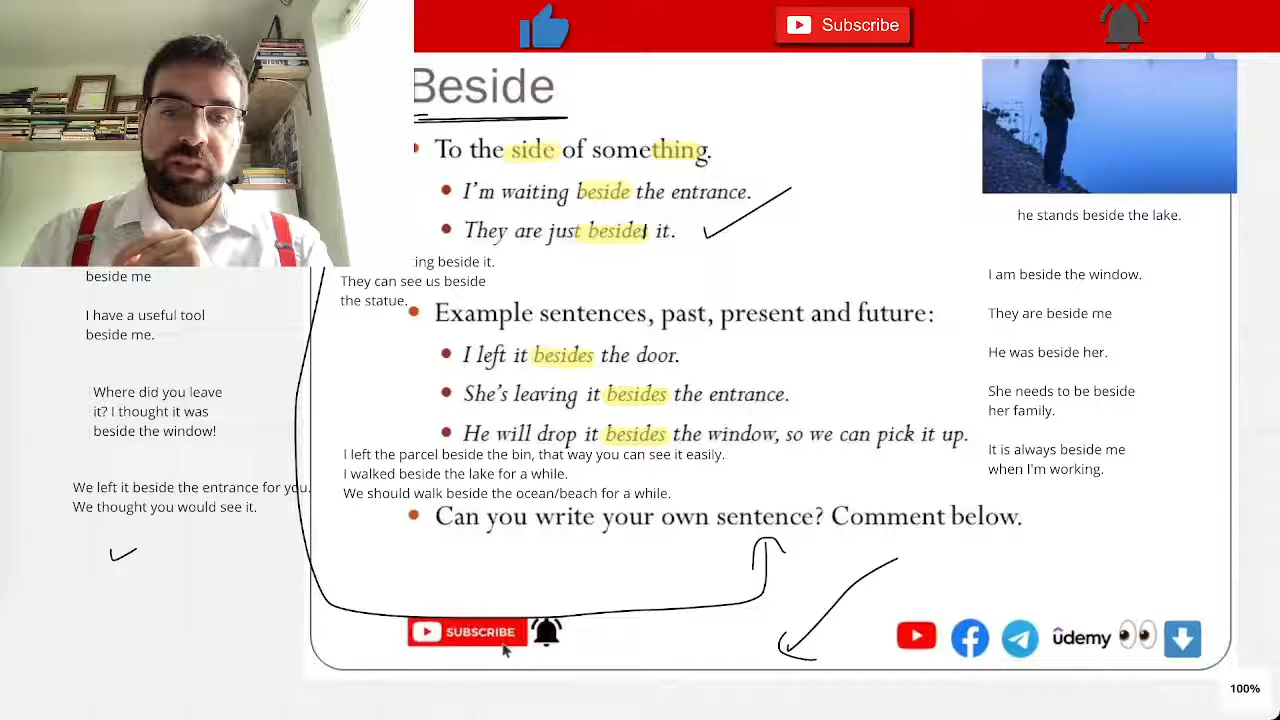 Subscribe
Beside
To the side of something.
I'm waiting beside the entrance.
They are just beside it.
ing beside it.
They can see us beside
the statue.
beside me
I have a useful tool
beside me.
Where did you leave
it? I thought it was
beside the window!
We left it beside the entrance for you.
We thought you would see it.
Example sentences, past, present and future:
I left it besides the door.
She's leaving it besides the entrance.
He will drop it besides the window, so we can pick it up.
I left the parcel beside the bin, that way you can see it easily.
I walked beside the lake for a while.
We should walk beside the ocean/beach for a while.
Can you write your own sentence? Comment below.
he stands beside the lake.
I am beside the window.
They are beside me
He was beside her.
She needs to be beside
her family.
It is always beside me
when I'm working.
SUBSCRIBE
ûdemy
100%